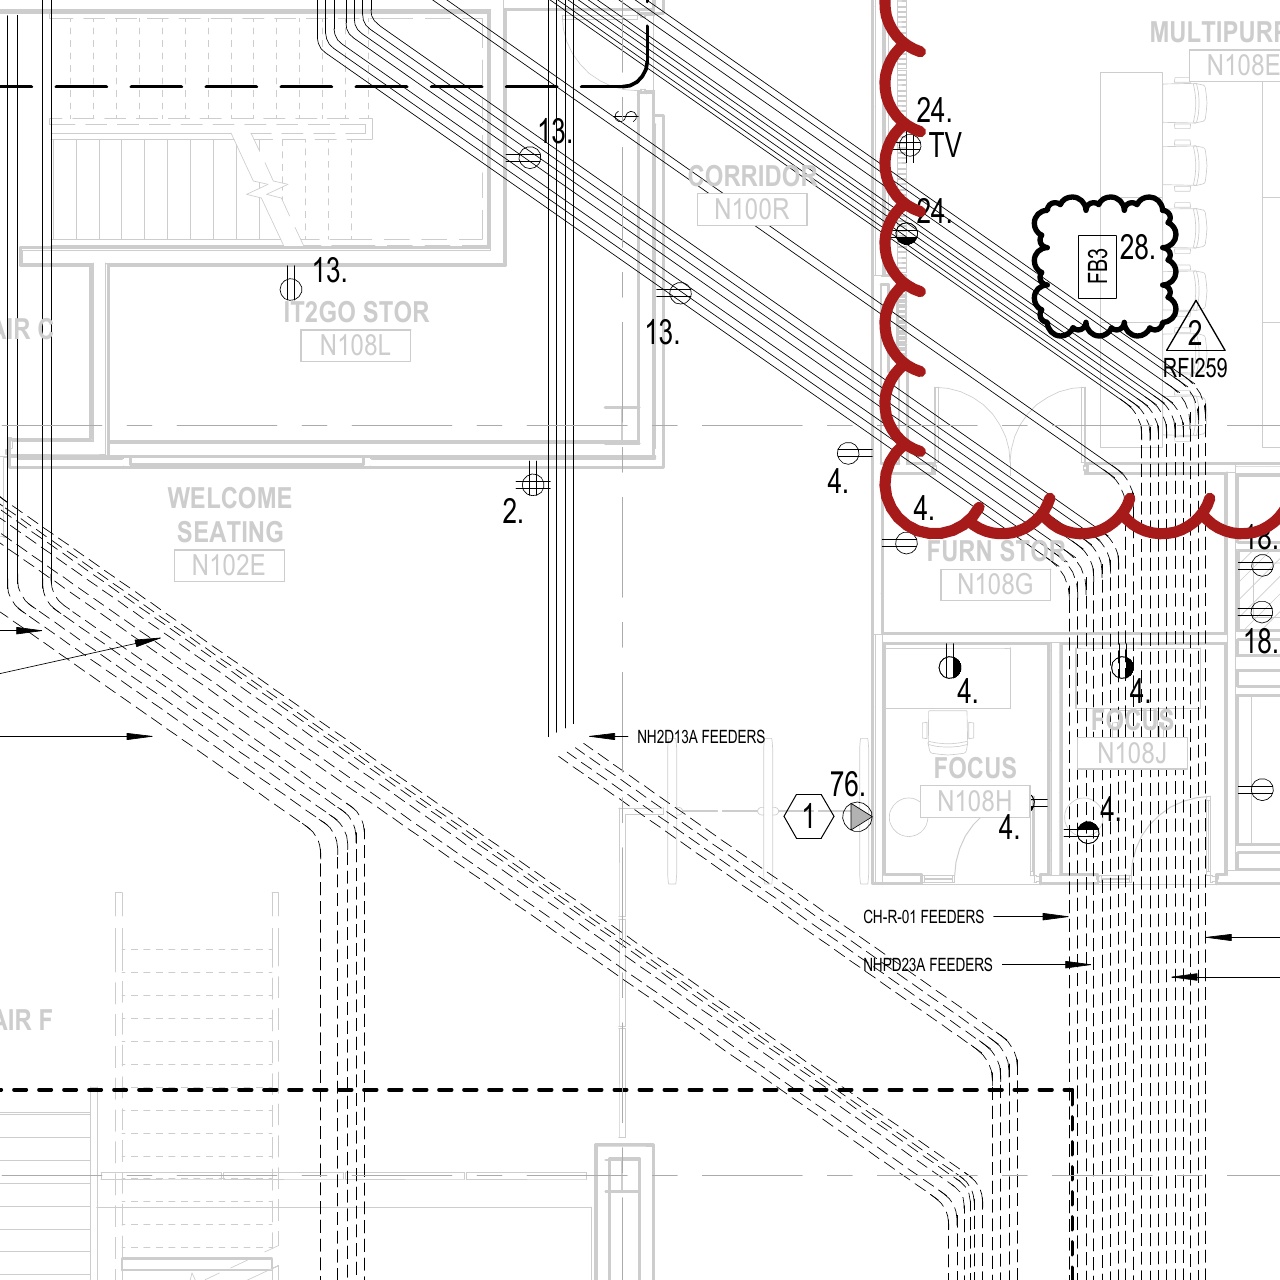 MULTIPURP
N108E
24.
TV
13.
CORRIDOR
N100R
24.
28.
FB3
13.
IT2GO STOR
N108L
AIR C
13.
2
RFI259
4.
2.
WELCOME
SEATING
N102E
4.
FURN STOR
N108G
18.
18.
4.
4.
FOCUS
N108J
NH2D13A FEEDERS
FOCUS
N108H
76.
1
4.
4.
CH-R-01 FEEDERS
NHPD23A FEEDERS
AIR F